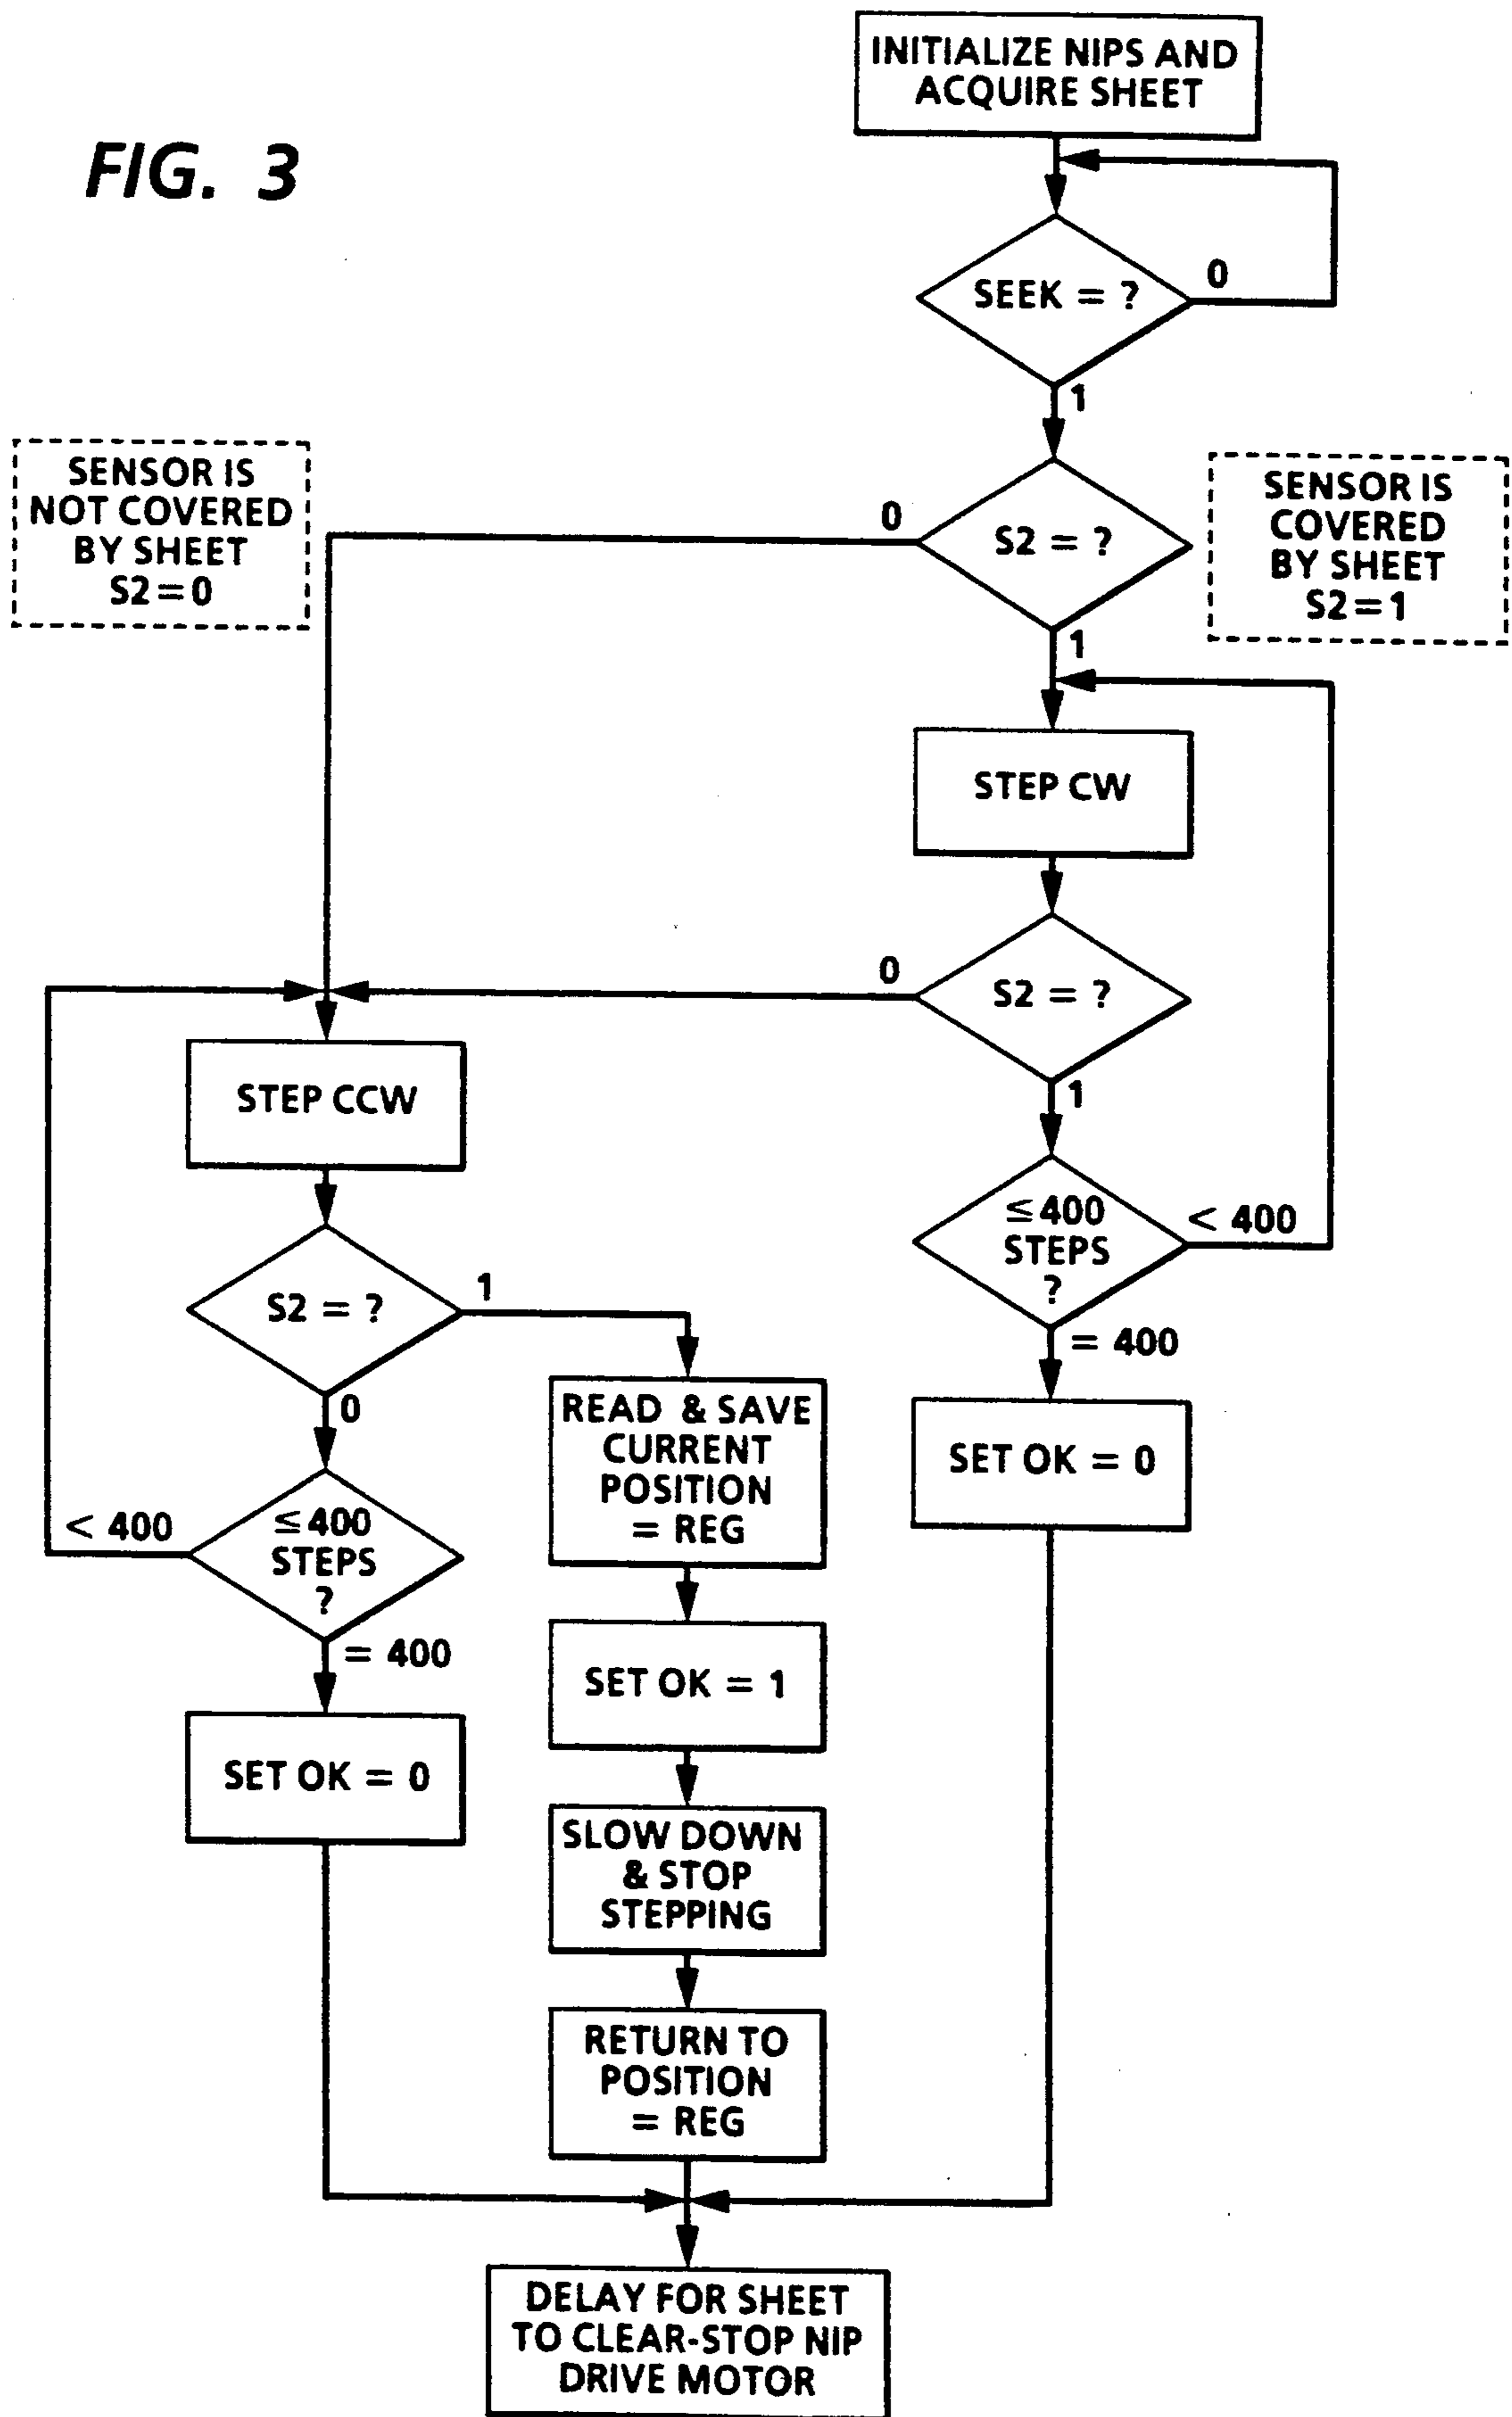 FIG. 3
INITIALIZE NIPS AND
ACQUIRE SHEET
SEEK = ?
0
1
SENSOR IS
NOT COVERED
BY SHEET
S2=0
0
S2 = ?
SENSOR IS
COVERED
BY SHEET
S2=1
1
STEP CW
0
S2 = ?
1
≤400
STEPS
?
< 400
= 400
SET OK = 0
STEP CCW
S2 = ?
1
0
≤400
STEPS
?
< 400
= 400
SET OK = 0
READ & SAVE
CURRENT
POSITION
= REG
SET OK = 1
SLOW DOWN
& STOP
STEPPING
RETURN TO
POSITION
= REG
DELAY FOR SHEET
TO CLEAR-STOP NIP
DRIVE MOTOR